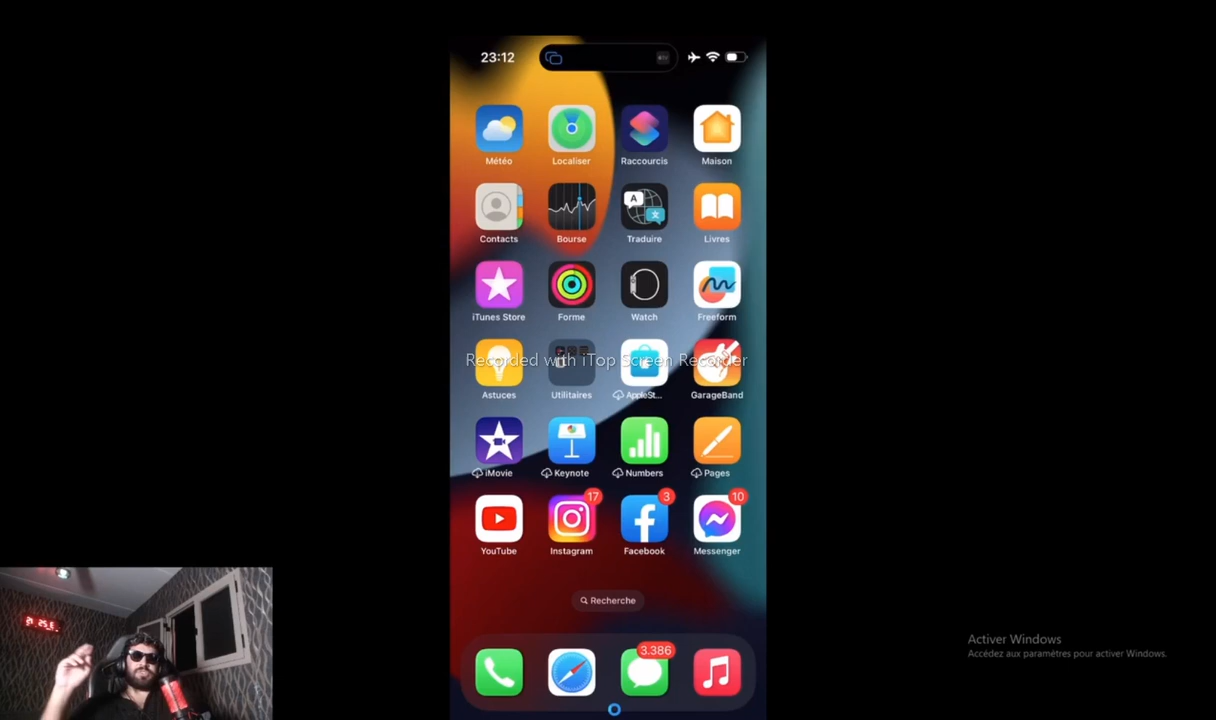 23:12
Météo Localiser Raccourcis Maison
Contacts Bourse Traduire Livres
iTunes Store Forme Watch Freeform
Recorded with iTop Screen Recorder
Astuces Utilitaires AppleSt... GarageBand
iMovie Keynote Numbers Pages
17 3 10
YouTube Instagram Facebook Messenger
Recherche
3.386
Activer Windows
Accédez aux paramètres pour activer Windows.